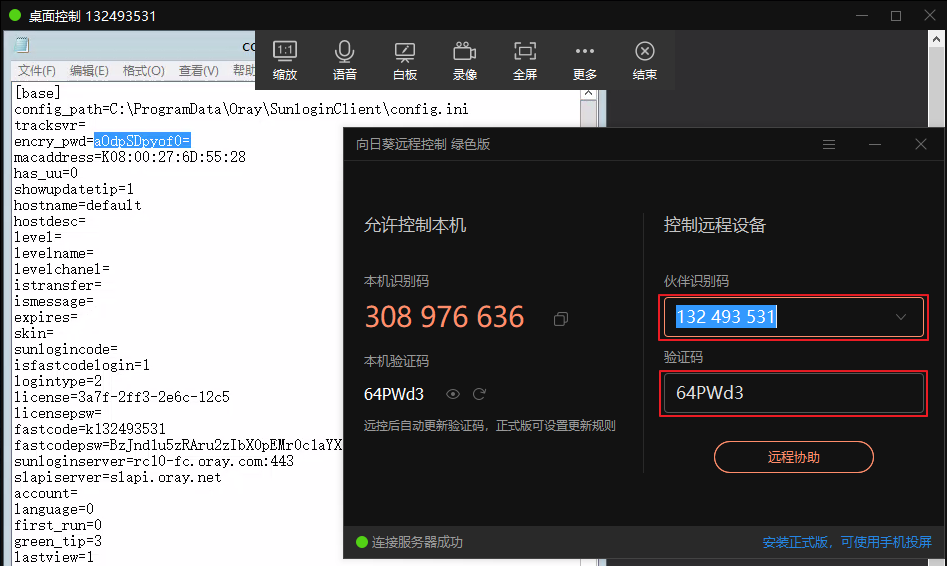 桌面控制 132493531
1:1
缩放
语音
白板
录像
全屏
更多
结束
文件(F) 编辑(E) 格式(O) 查看(V) 帮助
[base]
config_path=C:\ProgramData\Oray\SunloginClient\config.ini
tracksvr=
encry_pwd=aOdpSDpyof0=
macaddress=K08:00:27:6D:55:28
has_uu=0
showupdatetip=1
hostname=default
hostdesc=
level=
levelname=
levelchanel=
istransfer=
ismessage=
expires=
skin=
sunlogincode=
isfastcodelogin=1
logintype=2
license=3a7f-2ff3-2e6c-12c5
licensepsw=
fastcode=k132493531
fastcodepsw=BzJndlu5zRAru2zIbX0pEMr0c1aYX
sunloginserver=rc10-fc.oray.com:443
slapiserver=slapi.oray.net
account=
language=0
first_run=0
green_tip=3
lastview=1
向日葵远程控制 绿色版
允许控制本机
本机识别码
308 976 636
本机验证码
64PWd3
远控后自动更新验证码，正式版可设置更新规则
控制远程设备
伙伴识别码
132 493 531
验证码
64PWd3
远程协助
连接服务器成功
安装正式版，可使用手机投屏